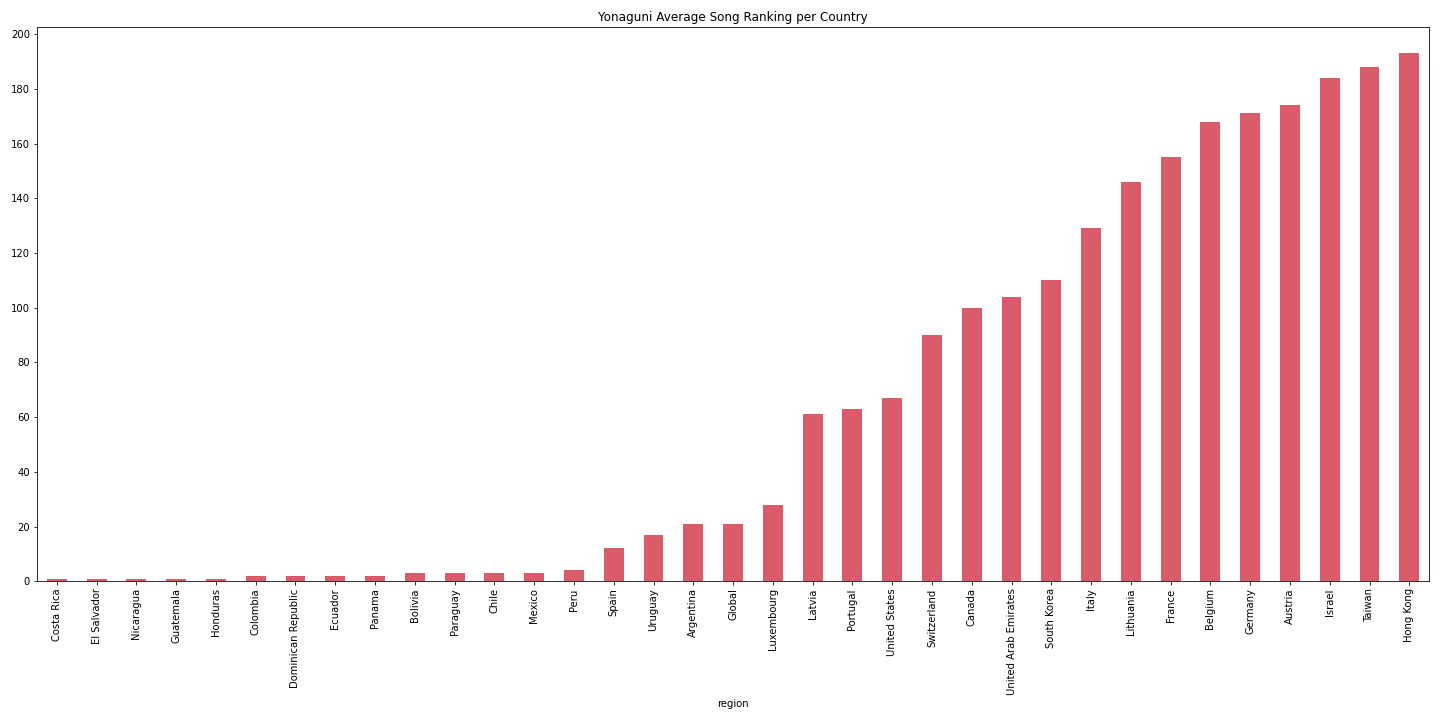 Yonaguni Average Song Ranking per Country
200
180
160
140
120
100
80
60
40
20
0
Costa Rica
El Salvador
Nicaragua
Guatemala
Honduras
Colombia
Dominican Republic
Ecuador
Panama
Bolivia
Paraguay
Chile
Mexico
Peru
Spain
Uruguay
Argentina
Global
Luxembourg
Latvia
Portugal
United States
Switzerland
Canada
United Arab Emirates
South Korea
Italy
Lithuania
France
Belgium
Germany
Austria
Israel
Taiwan
Hong Kong
region